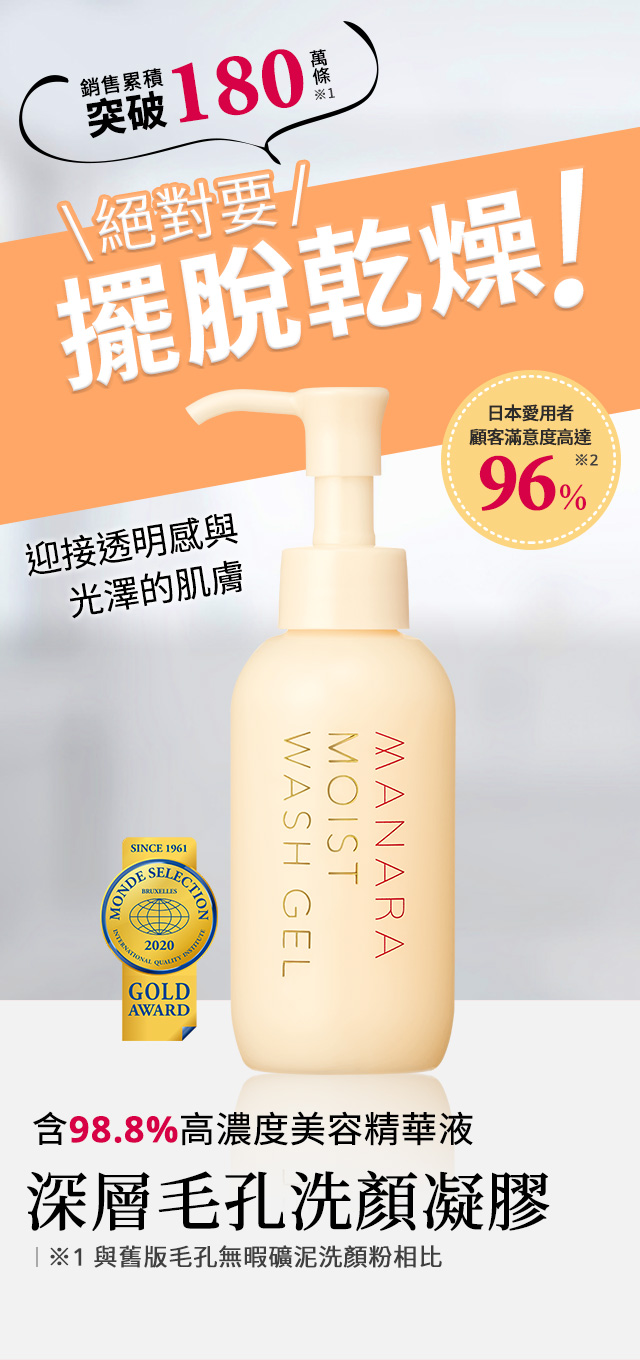 銷售累積
突破180萬條※1
絕對要
擺脫乾燥!
日本愛用者
顧客滿意度高達
96% ※2
迎接透明感與
光澤的肌膚
MANARA
MOIST
WASH GEL
SINCE 1961
MONDE SELECTION
BRUXELLES
2020
INTERNATIONAL QUALITY INSTITUTE
GOLD
AWARD
含98.8%高濃度美容精華液
深層毛孔洗顏凝膠
※1 與舊版毛孔無暇礦泥洗顏粉相比